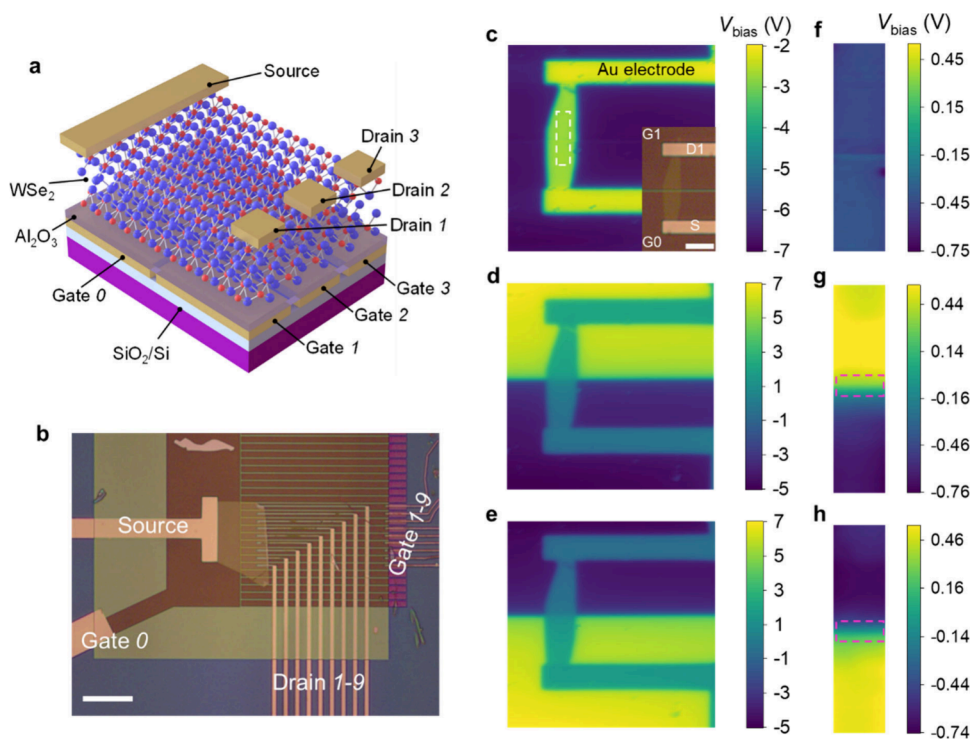 a
Source
Drain 3
WSe₂
Drain 2
Drain 1
Al₂O₃
Gate 0
Gate 3
Gate 2
SiO₂/Si
Gate 1
b
Source
Gate 1-9
Gate 0
Drain 1-9
c
Vbias (V)
Au electrode
G1
D1
S
G0
-2
-3
-4
-5
-6
-7
d
7
5
3
1
-1
-3
-5
e
7
5
3
1
-1
-3
-5
f
Vbias (V)
0.45
0.15
-0.15
-0.45
-0.75
g
0.44
0.14
-0.16
-0.46
-0.76
h
0.46
0.16
-0.14
-0.44
-0.74